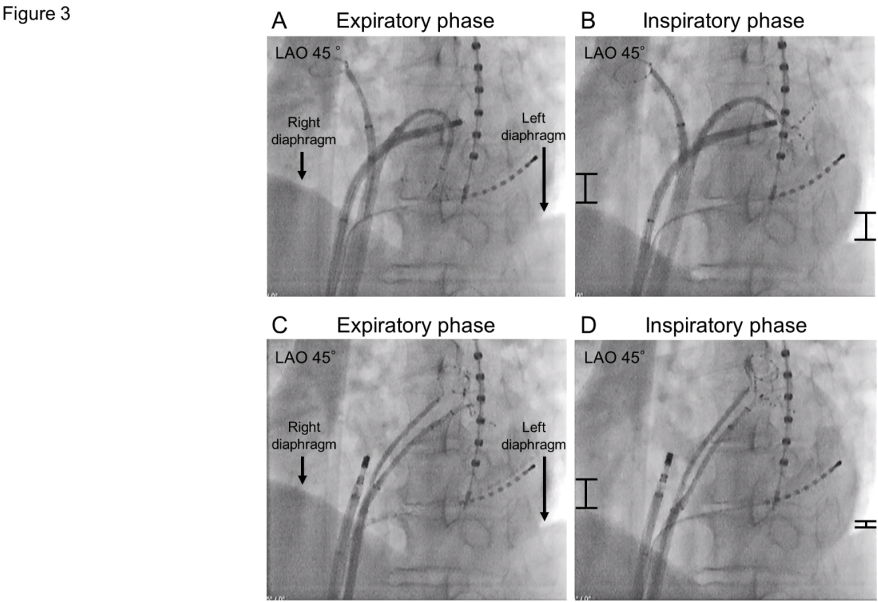 Figure 3
A Expiratory phase
B Inspiratory phase
LAO 45°
LAO 45°
Right
diaphragm
Left
diaphragm
C Expiratory phase
D Inspiratory phase
LAO 45°
LAO 45°
Right
diaphragm
Left
diaphragm